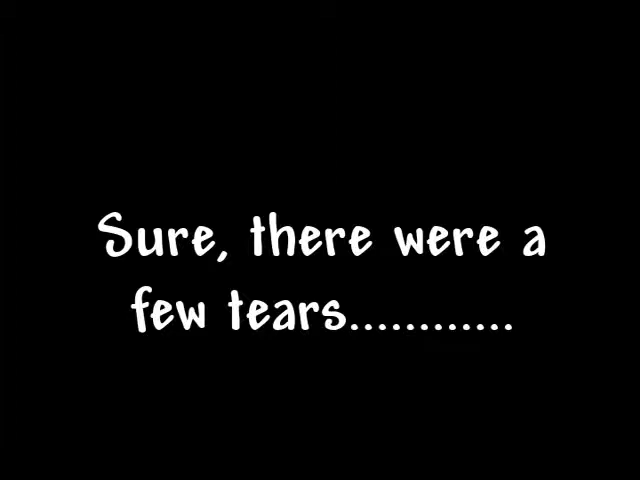 Sure, there were a
few tears............